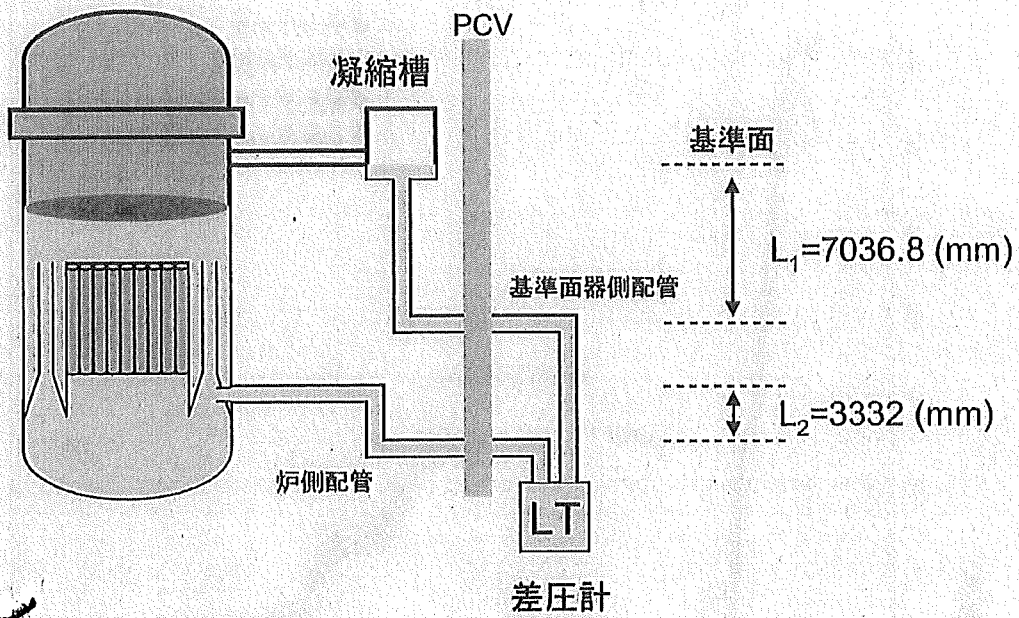 PCV
凝縮槽
基準面
L₁=7036.8 (mm)
基準面器側配管
L₂=3332 (mm)
炉側配管
LT
差圧計